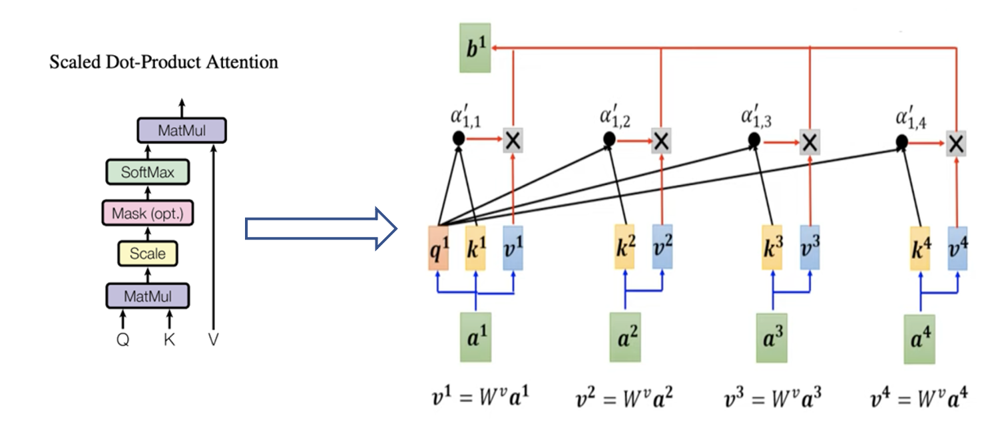 Scaled Dot-Product Attention
MatMul
SoftMax
Mask (opt.)
Scale
MatMul
Q K V
b¹
α′₁,₁ α′₁,₂ α′₁,₃ α′₁,₄
X X X X
q¹ k¹ v¹ k² v² k³ v³ k⁴ v⁴
a¹ a² a³ a⁴
v¹ = Wᵛa¹ v² = Wᵛa² v³ = Wᵛa³ v⁴ = Wᵛa⁴